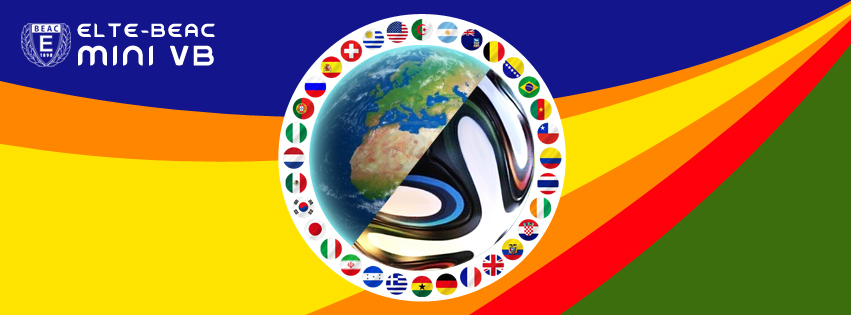 BEAC
E
1898
ELTE-BEAC
MINI VB